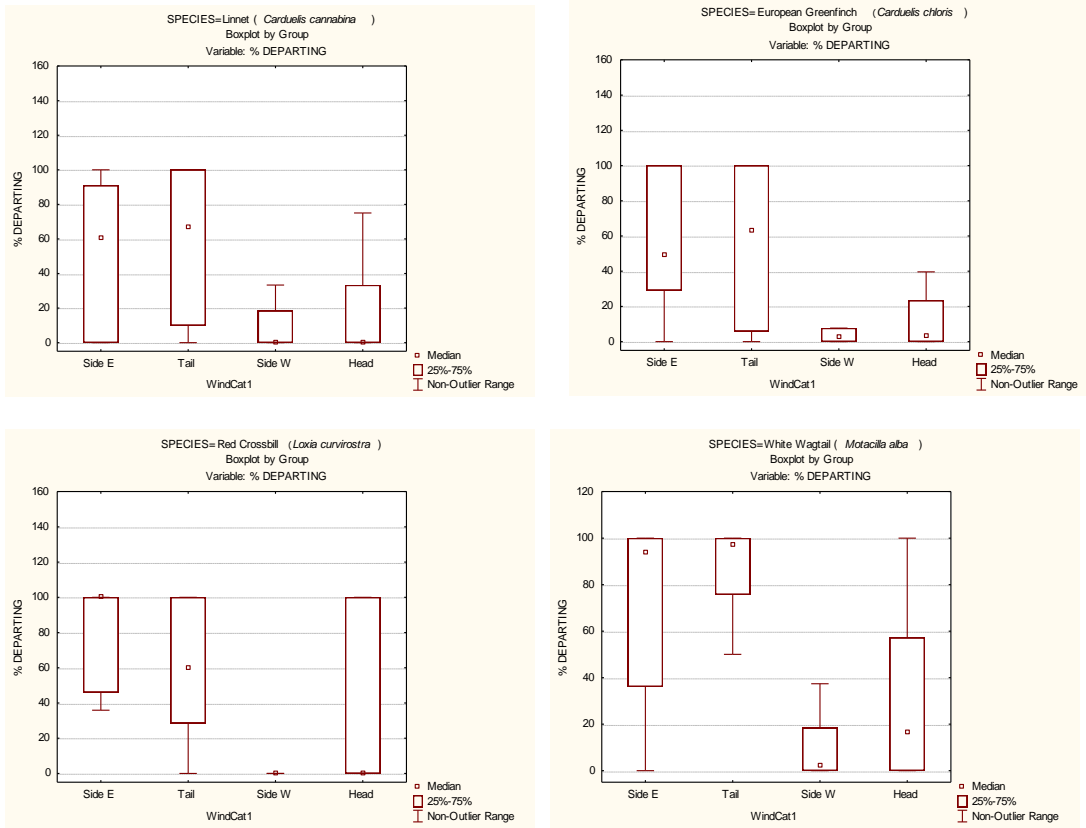 SPECIES=Linnet ( Carduelis cannabina )
Boxplot by Group
Variable: % DEPARTING
% DEPARTING
160
140
120
100
80
60
40
20
0
Side E Tail Side W Head
WindCat1
Median
25%-75%
Non-Outlier Range
SPECIES=European Greenfinch (Carduelis chloris )
Boxplot by Group
Variable: % DEPARTING
% DEPARTING
160
140
120
100
80
60
40
20
0
Side E Tail Side W Head
WindCat1
Median
25%-75%
Non-Outlier Range
SPECIES=Red Crossbill (Loxia curvirostra )
Boxplot by Group
Variable: % DEPARTING
% DEPARTING
160
140
120
100
80
60
40
20
0
Side E Tail Side W Head
WindCat1
Median
25%-75%
Non-Outlier Range
SPECIES=White Wagtail ( Motacilla alba )
Boxplot by Group
Variable: % DEPARTING
% DEPARTING
120
100
80
60
40
20
0
Side E Tail Side W Head
WindCat1
Median
25%-75%
Non-Outlier Range